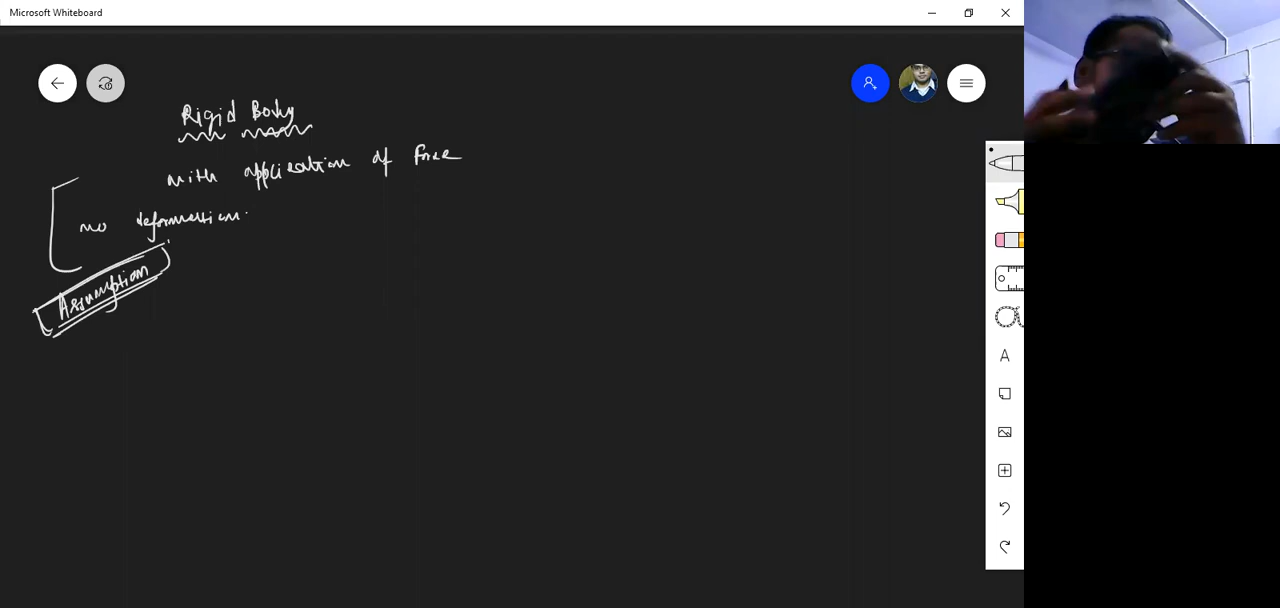 Microsoft Whiteboard
Rigid Body
with application of force
no deformation.
Assumption
A